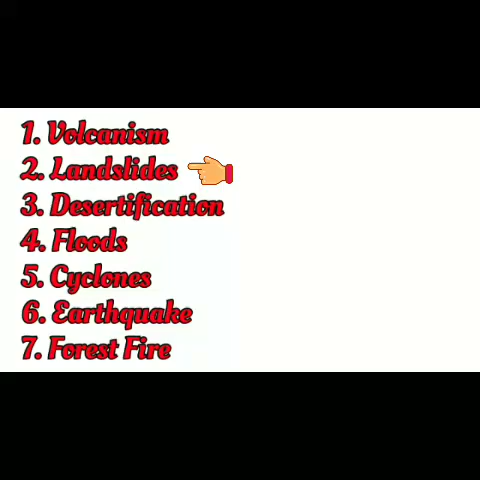 1. Volcanism
2. Landslides
3. Desertification
4. Floods
5. Cyclones
6. Earthquake
7. Forest Fire